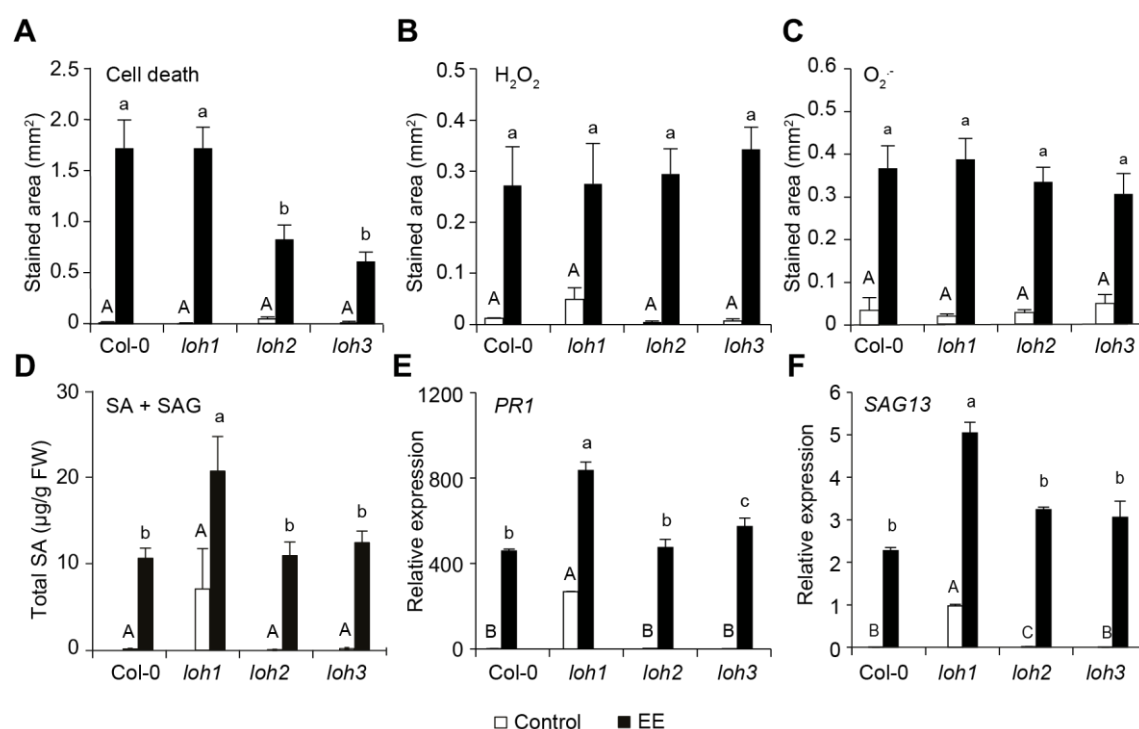 A
Cell death
Stained area (mm²)
2.5
2.0
1.5
1.0
0.5
0
a
a
b
b
A
A
A
A
Col-0
loh1
loh2
loh3
B
H₂O₂
Stained area (mm²)
0.5
0.4
0.3
0.2
0.1
0
a
a
a
a
A
A
A
A
Col-0
loh1
loh2
loh3
C
O₂·-
Stained area (mm²)
0.6
0.5
0.4
0.3
0.2
0.1
0
a
a
a
a
A
A
A
A
Col-0
loh1
loh2
loh3
D
SA + SAG
Total SA (µg/g FW)
30
20
10
0
b
a
b
b
A
A
A
A
Col-0
loh1
loh2
loh3
E
PR1
Relative expression
1200
800
400
0
b
a
b
c
B
A
B
B
Col-0
loh1
loh2
loh3
F
SAG13
Relative expression
6
5
4
3
2
1
0
b
a
b
b
B
A
C
B
Col-0
loh1
loh2
loh3
Control
EE